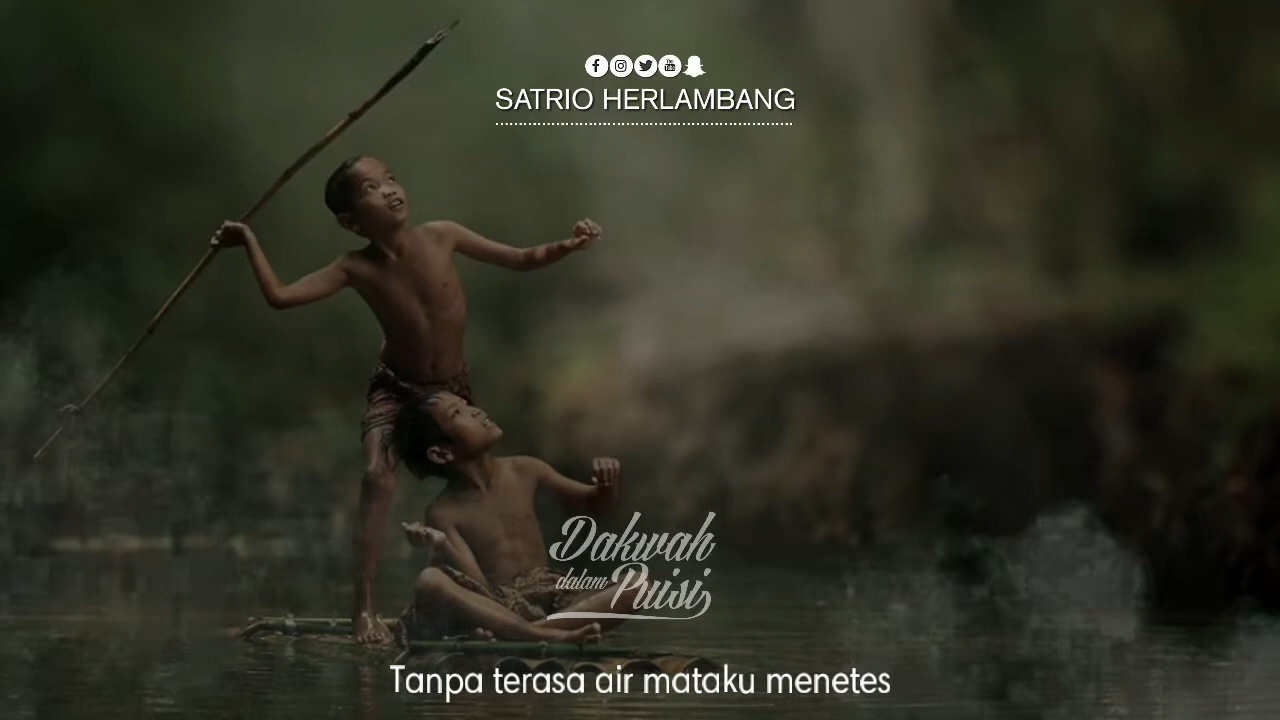 SATRIO HERLAMBANG
Dakwah
dalam Puisi
Tanpa terasa air mataku menetes